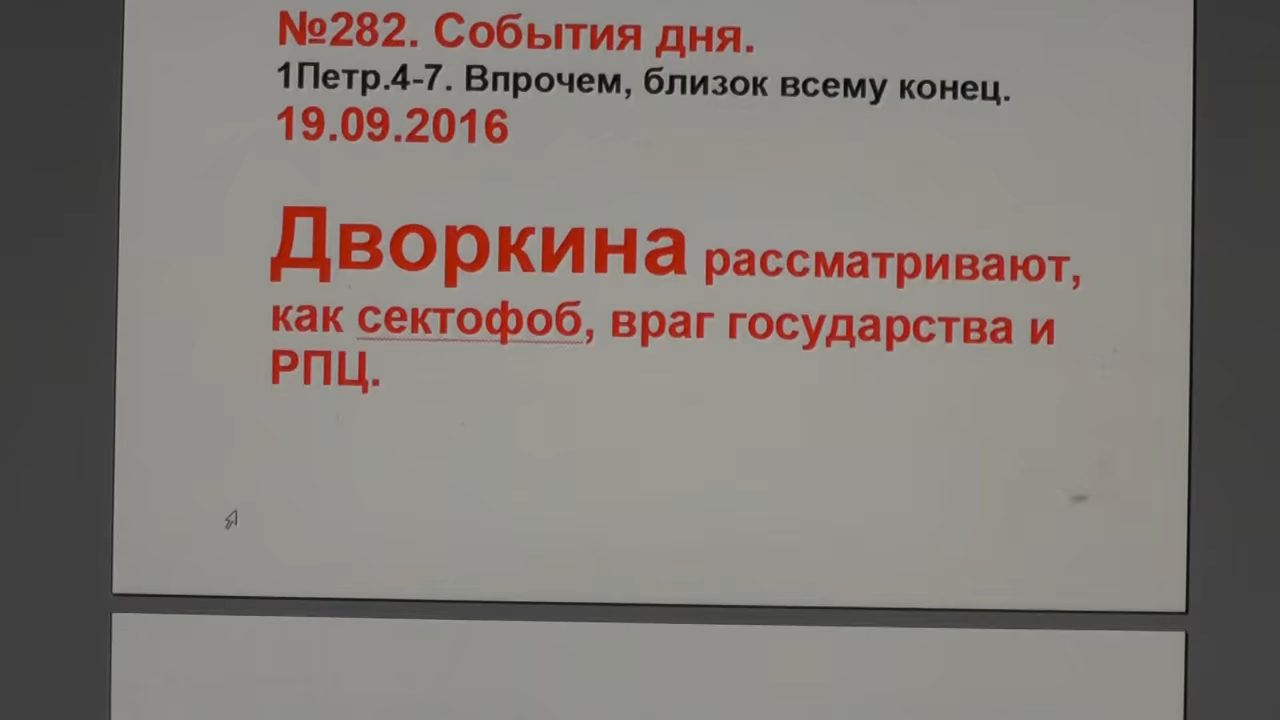 №282. События дня.
1Петр.4-7. Впрочем, близок всему конец.
19.09.2016
Дворкина рассматривают,
как сектофоб, враг государства и
РПЦ.